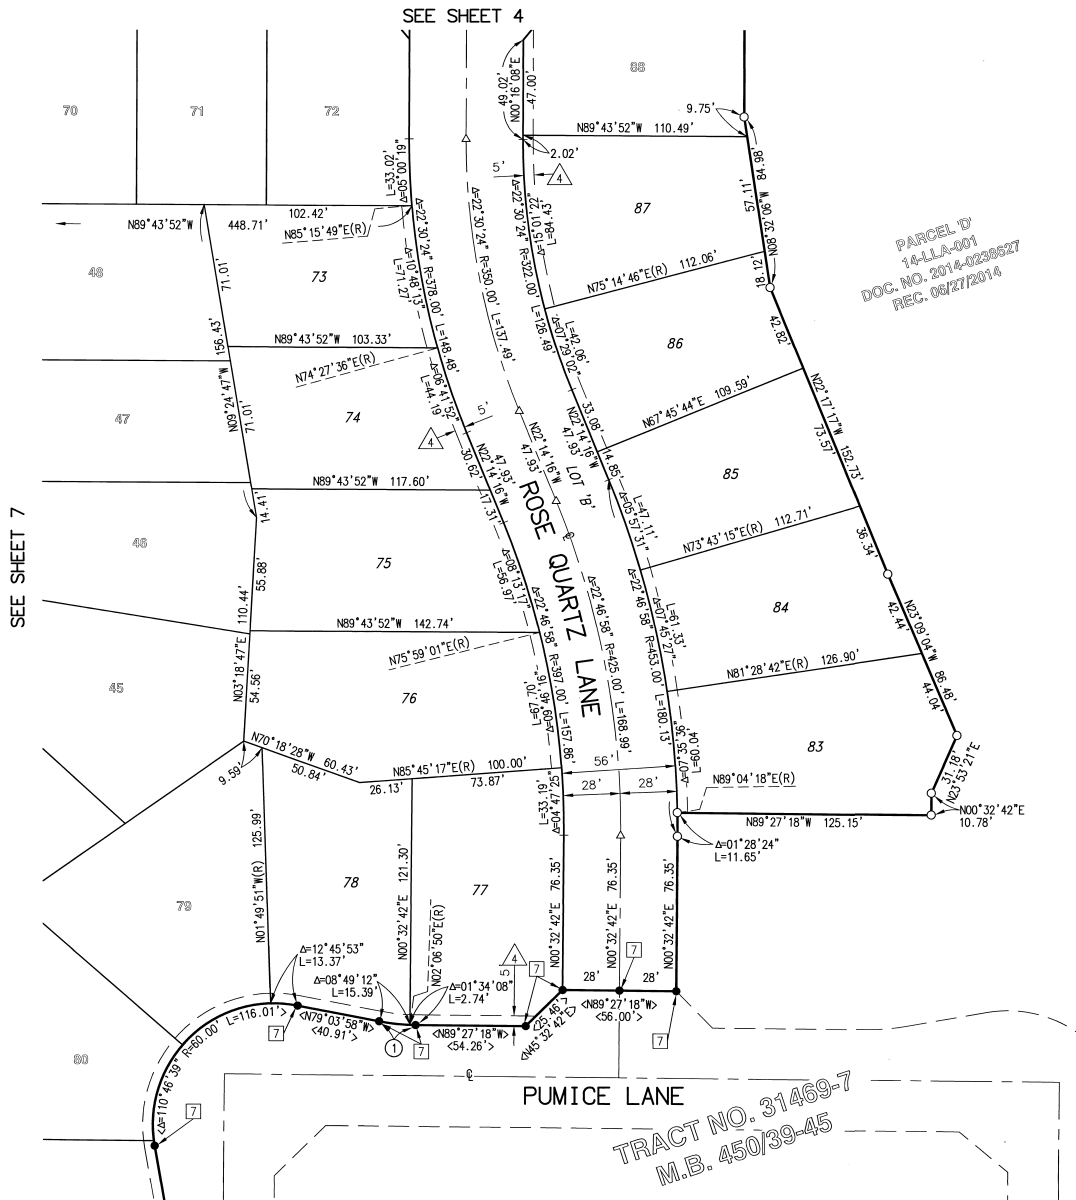 SEE SHEET 4
70
71
72
88
L=33.02'
Δ=05°00'19"
49.02'
N00°16'08"E
47.00'
9.75'
N89°43'52"W 110.49'
2.02'
5'
4
84.98'
57.11'
N08°32'06"W
18.12'
102.42'
N89°43'52"W 448.71'
N85°15'49"E(R)
87
PARCEL 'D'
14-LLA-001
DOC. NO. 2014-0238527
REC. 06/27/2014
48
71.01'
73
Δ=22°30'24" R=378.00' L=148.48'
Δ=10°48'13"
L=71.27'
Δ=22°30'24" R=350.00' L=137.49'
Δ=22°30'24" R=322.00' L=126.49'
Δ=15°01'22"
L=84.43'
N75°14'46"E(R) 112.06'
N89°43'52"W 103.33'
N74°27'36"E(R)
N09°24'47"W 156.43'
71.01'
47
74
Δ=06°41'52"
L=44.19'
5'
4
L=42.06'
Δ=07°29'02"
86
42.82'
N22°17'17"W 152.73'
73.57'
33.08'
N22°14'16"W
47.93'
14.85'
N67°45'44"E 109.59'
N22°14'16"W
47.93'
LOT 'B'
47.93'
N22°14'16"W
30.62'
17.31'
N89°43'52"W 117.60'
14.41'
85
SEE SHEET 7
46
75
55.88'
N03°18'47"E 110.44'
54.56'
Δ=08°13'17"
L=56.97'
ROSE QUARTZ LANE
℄
L=47.11'
Δ=05°57'31"
N73°43'15"E(R) 112.71'
36.34'
N89°43'52"W 142.74'
N75°59'01"E(R)
Δ=22°46'58" R=397.00' L=157.86'
Δ=22°46'58" R=425.00' L=168.99'
Δ=22°46'58" R=453.00' L=180.13'
L=61.33'
Δ=07°45'27"
84
42.44'
N23°09'04"W 86.48'
44.04'
N81°28'42"E(R) 126.90'
45
76
Δ=09°46'16"
L=67.70'
N70°18'28"W 60.43'
50.84'
9.59'
N85°45'17"E(R) 100.00'
26.13'
73.87'
56'
28'
28'
Δ=07°35'36"
L=60.04'
83
N89°04'18"E(R)
31.18'
N23°53'21"E
N00°32'42"E
10.78'
N89°27'18"W 125.15'
Δ=01°28'24"
L=11.65'
L=33.19'
Δ=04°47'25"
N01°49'51"W(R) 125.99'
78
N00°32'42"E 121.30'
77
79
N00°32'42"E 76.35'
N00°32'42"E 76.35'
N00°32'42"E 76.35'
N02°06'50"E(R)
Δ=12°45'53"
L=13.37'
Δ=08°49'12"
L=15.39'
Δ=01°34'08"
L=2.74'
4
5'
7
28'
7
28'
<N89°27'18"W>
<56.00'>
7
<Δ=110°46'39" R=60.00' L=116.01'>
7
<N79°03'58"W>
<40.91'>
1
7
<N89°27'18"W>
<54.26'>
<25.46'>
<N45°32'42"E>
80
7
℄
PUMICE LANE
TRACT NO. 31469-7
M.B. 450/39-45